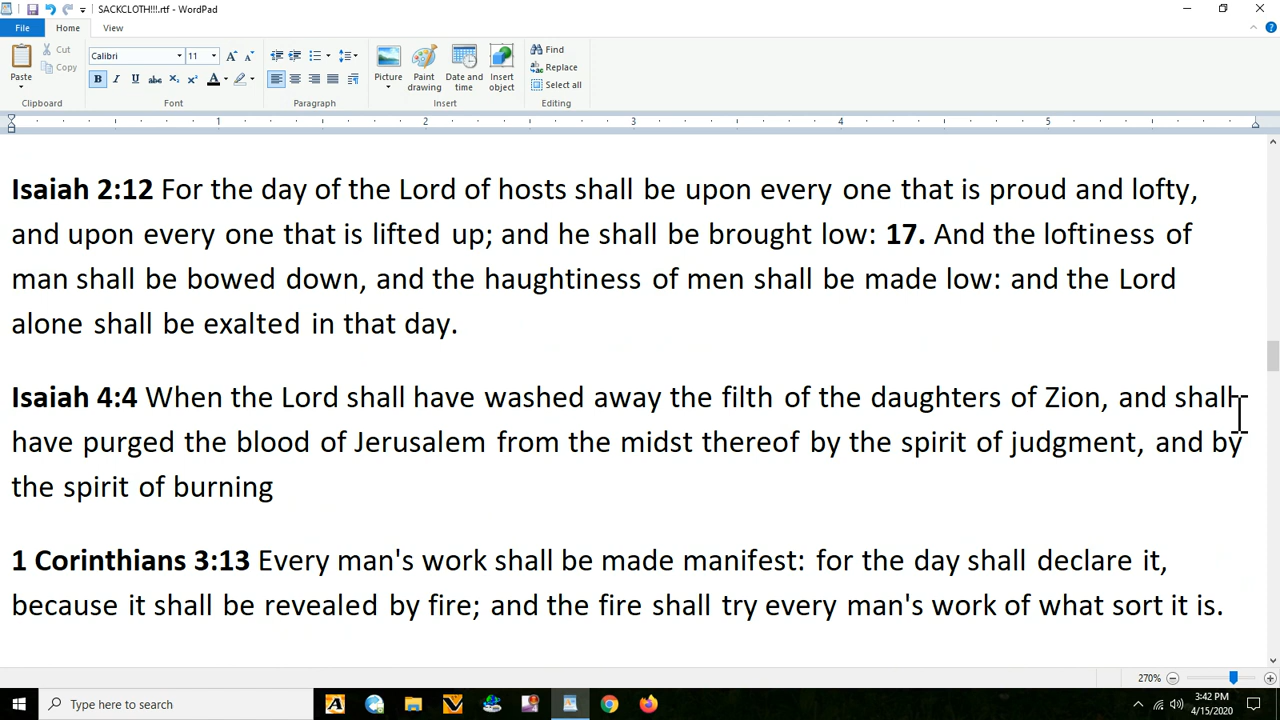 SACKCLOTH!!!.rtf - WordPad
File Home View
Paste Cut Copy
Calibri 11
Picture Paint drawing Date and time Insert object
Find
Replace
Select all
Clipboard Font Paragraph Insert Editing
1 2 3 4 5
Isaiah 2:12 For the day of the Lord of hosts shall be upon every one that is proud and lofty,
and upon every one that is lifted up; and he shall be brought low: 17. And the loftiness of
man shall be bowed down, and the haughtiness of men shall be made low: and the Lord
alone shall be exalted in that day.
Isaiah 4:4 When the Lord shall have washed away the filth of the daughters of Zion, and shall
have purged the blood of Jerusalem from the midst thereof by the spirit of judgment, and by
the spirit of burning
1 Corinthians 3:13 Every man's work shall be made manifest: for the day shall declare it,
because it shall be revealed by fire; and the fire shall try every man's work of what sort it is.
270%
Type here to search
3:42 PM
4/15/2020